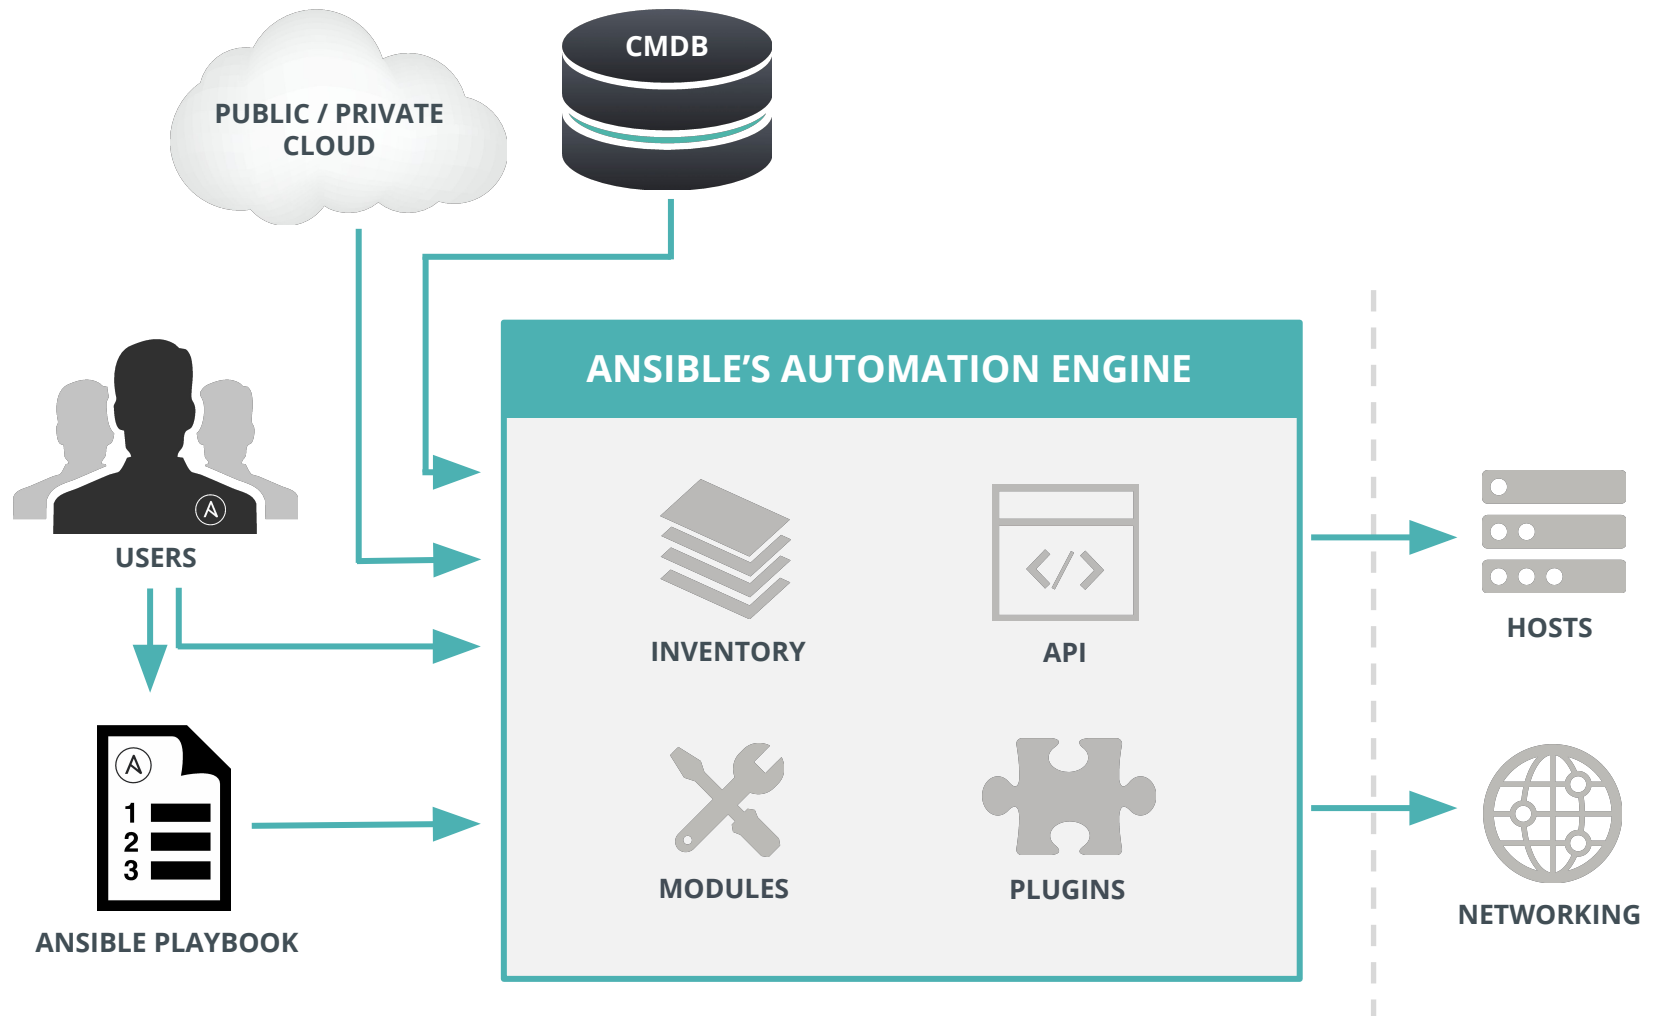 CMDB
PUBLIC / PRIVATE
CLOUD
ANSIBLE’S AUTOMATION ENGINE
USERS
INVENTORY
API
HOSTS
1
2
3
MODULES
PLUGINS
NETWORKING
ANSIBLE PLAYBOOK